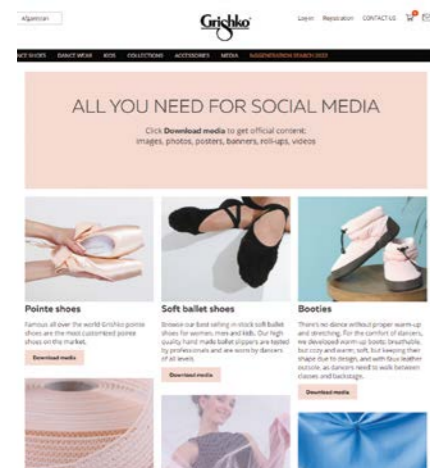 Afganistan
Grishko®
Log in Registration CONTACT US
DANCE SHOES DANCE WEAR KIDS COLLECTIONS ACCESSORIES MEDIA
ALL YOU NEED FOR SOCIAL MEDIA
Click Download media to get official content:
images, photos, posters, banners, roll-ups, videos
Pointe shoes
Famous all over the world Grishko pointe
shoes are the most customized pointe
shoes on the market.
Download media
Soft ballet shoes
Browse our best selling in-stock soft ballet
shoes for women, men and kids. Our high
quality hand made ballet slippers are tested
by professionals and are worn by dancers
of all levels.
Download media
Booties
There's no dance without proper warm-up
and stretching. For the comfort of dancers,
we developed warm-up boots: breathable,
but cozy and warm; soft, but keeping their
shape due to design, and with faux leather
outsole, as dancers need to walk between
classes and backstage.
Download media